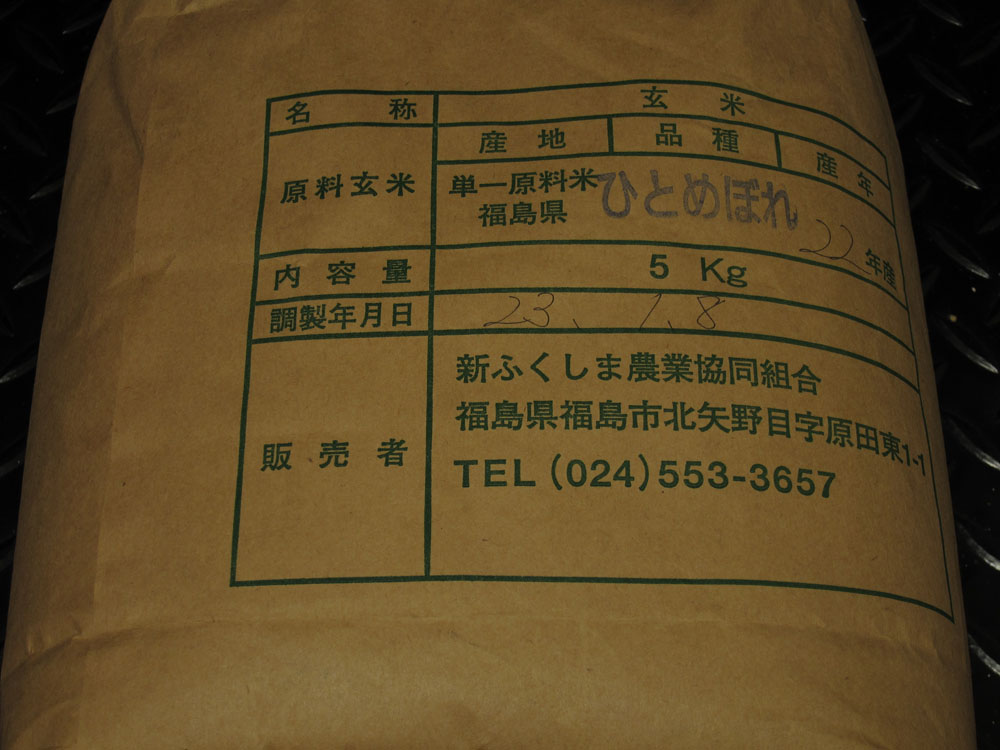 名称 玄米
原料玄米 産地 品種 産年
単一原料米 ひとめぼれ
福島県 22年産
内容量 5 Kg
調製年月日 23、1.8
販売者
新ふくしま農業協同組合
福島県福島市北矢野目字原田東1-1
TEL (024) 553-3657